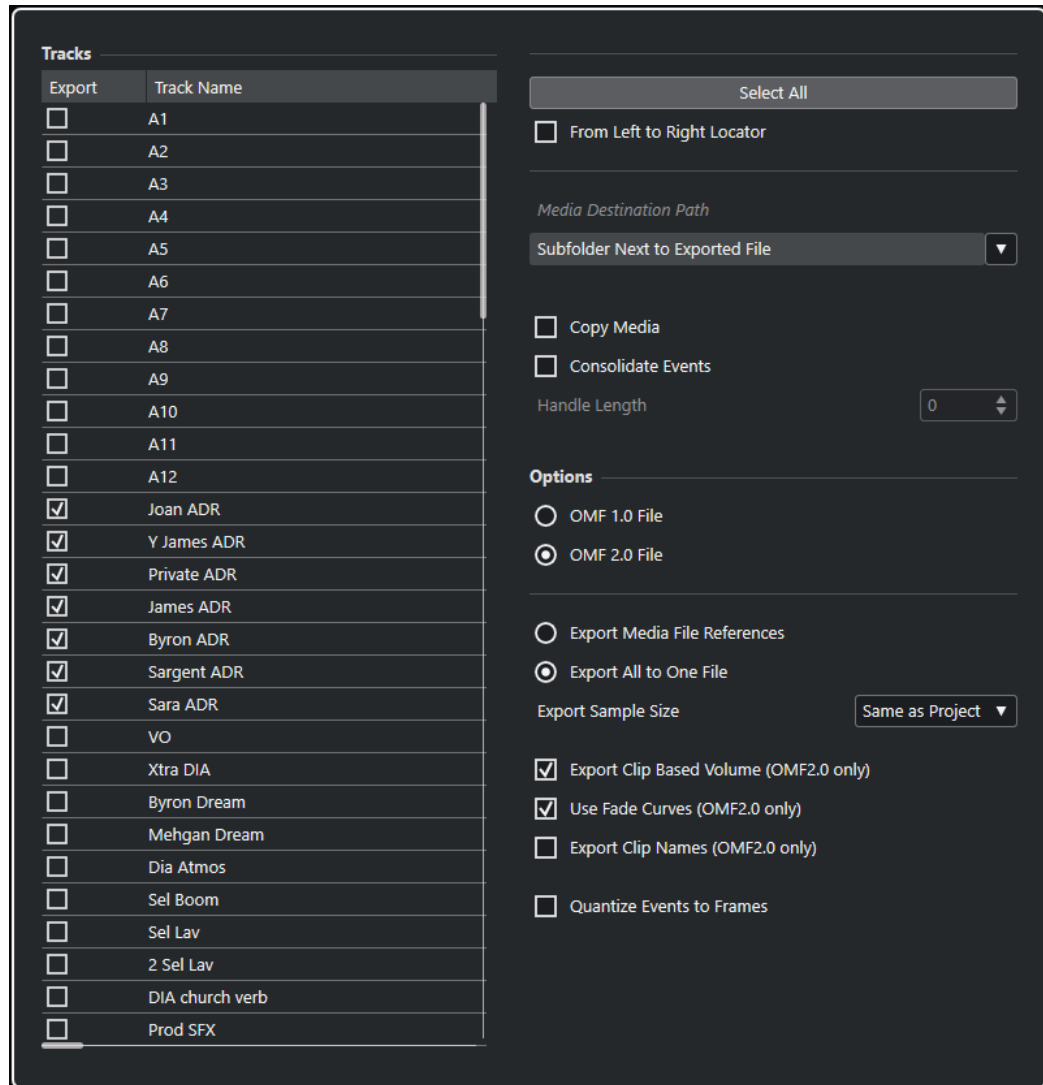 Tracks
Export Track Name
A1
A2
A3
A4
A5
A6
A7
A8
A9
A10
A11
A12
Joan ADR
Y James ADR
Private ADR
James ADR
Byron ADR
Sargent ADR
Sara ADR
VO
Xtra DIA
Byron Dream
Mehgan Dream
Dia Atmos
Sel Boom
Sel Lav
2 Sel Lav
DIA church verb
Prod SFX
Select All
From Left to Right Locator
Media Destination Path
Subfolder Next to Exported File
Copy Media
Consolidate Events
Handle Length 0
Options
OMF 1.0 File
OMF 2.0 File
Export Media File References
Export All to One File
Export Sample Size Same as Project
Export Clip Based Volume (OMF2.0 only)
Use Fade Curves (OMF2.0 only)
Export Clip Names (OMF2.0 only)
Quantize Events to Frames